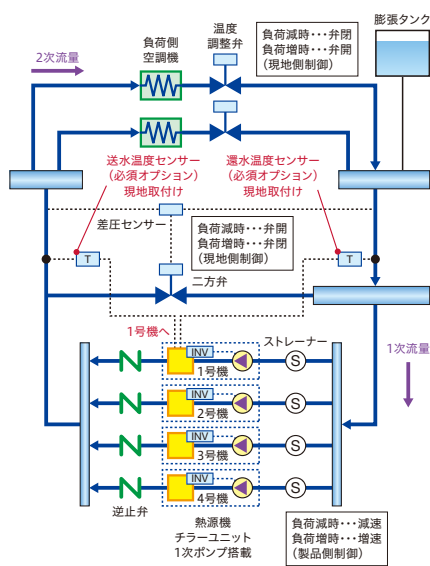 膨張タンク
温度
調整弁
負荷減時・・・弁閉
負荷増時・・・弁開
(現地側制御)
負荷側
空調機
2次流量
送水温度センサー
(必須オプション)
現地取付け
還水温度センサー
(必須オプション)
現地取付け
差圧センサー
負荷減時・・・弁開
負荷増時・・・弁閉
(現地側制御)
T
T
二方弁
1号機へ
ストレーナー
1次流量
INV
S
1号機
INV
S
2号機
INV
S
3号機
INV
S
4号機
逆止弁
熱源機
チラーユニット
1次ポンプ搭載
負荷減時・・・減速
負荷増時・・・増速
(製品側制御)